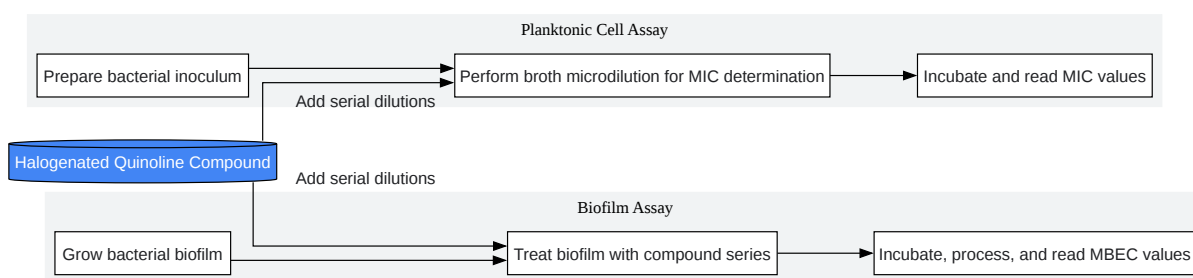 Planktonic Cell Assay
Prepare bacterial inoculum
Perform broth microdilution for MIC determination
Incubate and read MIC values
Add serial dilutions
Halogenated Quinoline Compound
Add serial dilutions
Biofilm Assay
Grow bacterial biofilm
Treat biofilm with compound series
Incubate, process, and read MBEC values